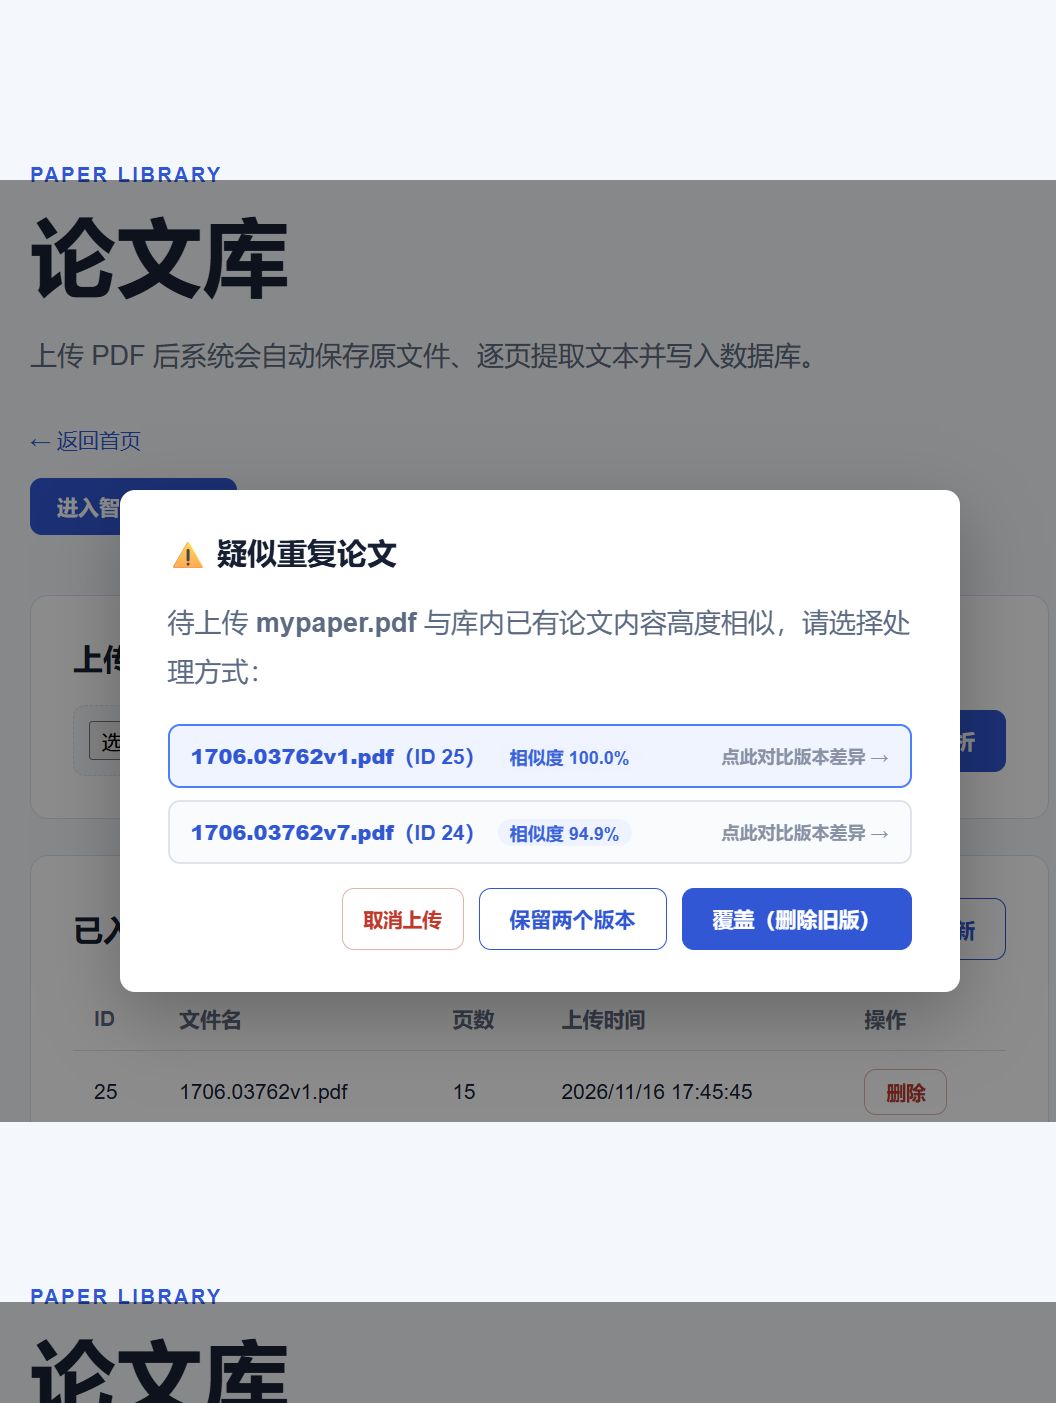 PAPER LIBRARY
论文库
上传 PDF 后系统会自动保存原文件、逐页提取文本并写入数据库。
← 返回首页
进入智
⚠ 疑似重复论文
待上传 mypaper.pdf 与库内已有论文内容高度相似，请选择处
理方式：
上传
选
析
1706.03762v1.pdf（ID 25） 相似度 100.0% 点此对比版本差异 →
1706.03762v7.pdf（ID 24） 相似度 94.9% 点此对比版本差异 →
取消上传 保留两个版本 覆盖（删除旧版）
已入
新
ID 文件名 页数 上传时间 操作
25 1706.03762v1.pdf 15 2026/11/16 17:45:45 删除
PAPER LIBRARY
论文库